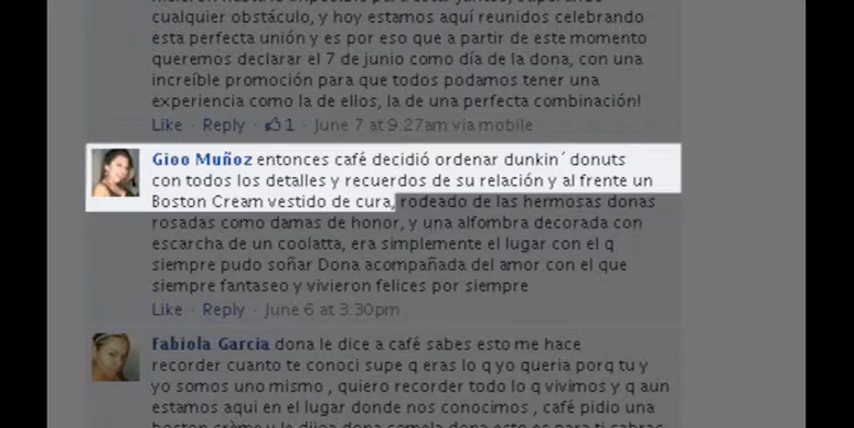 cualquier obstáculo, y hoy estamos aquí reunidos celebrando
esta perfecta unión y es por eso que a partir de este momento
queremos declarar el 7 de junio como día de la dona, con una
increíble promoción para que todos podamos tener una
experiencia como la de ellos, la de una perfecta combinación!
Like · Reply · 1 · June 7 at 9:27am via mobile
Gioo Muñoz entonces café decidió ordenar dunkin´ donuts
con todos los detalles y recuerdos de su relación y al frente un
Boston Cream vestido de cura, rodeado de las hermosas donas
rosadas como damas de honor, y una alfombra decorada con
escarcha de un coolatta, era simplemente el lugar con el q
siempre pudo soñar Dona acompañada del amor con el que
siempre fantaseo y vivieron felices por siempre
Like · Reply · June 6 at 3:30pm
Fabiola Garcia dona le dice a café sabes esto me hace
recorder cuanto te conoci supe q eras lo q yo queria porq tu y
yo somos uno mismo , quiero recorder todo lo q vivimos y q aun
estamos aqui en el lugar donde nos conocimos , café pidio una